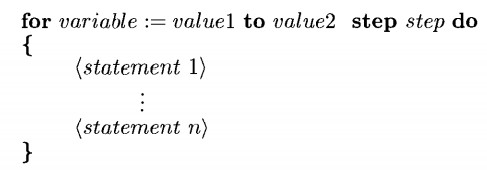 for variable := value1 to value2 step step do
{
⟨statement 1⟩
⋮
⟨statement n⟩
}